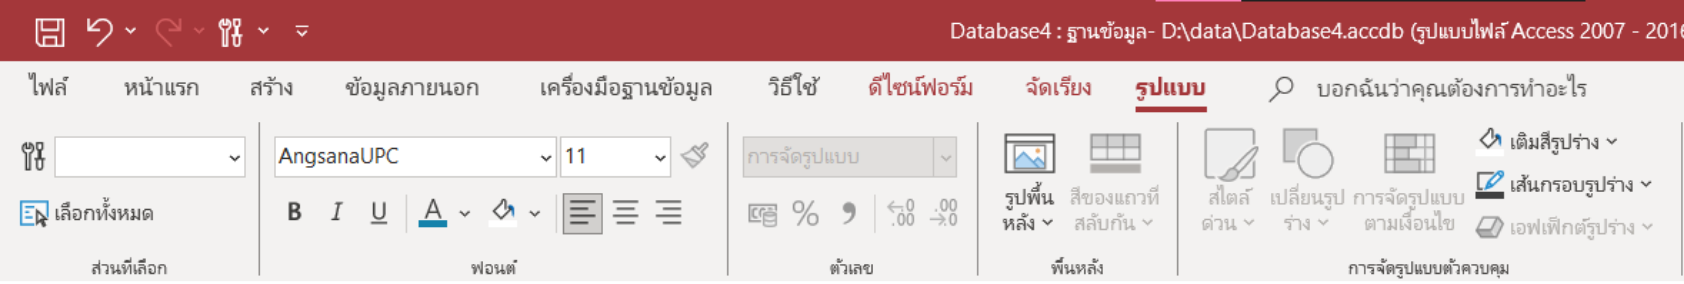 Database4 : ฐานข้อมูล- D:\data\Database4.accdb (รูปแบบไฟล์ Access 2007 - 2016
ไฟล์ หน้าแรก สร้าง ข้อมูลภายนอก เครื่องมือฐานข้อมูล วิธีใช้ ดีไซน์ฟอร์ม จัดเรียง รูปแบบ บอกฉันว่าคุณต้องการทำอะไร
เลือกทั้งหมด
ส่วนที่เลือก
AngsanaUPC 11
B I U A
ฟอนต์
การจัดรูปแบบ
% 9 .0 .00 .00 .0
ตัวเลข
รูปพื้น
หลัง
สีของแถวที่
สลับกัน
พื้นหลัง
สไตล์
ด่วน
เปลี่ยนรูป
ร่าง
การจัดรูปแบบ
ตามเงื่อนไข
เติมสีรูปร่าง
เส้นกรอบรูปร่าง
เอฟเฟ็กต์รูปร่าง
การจัดรูปแบบตัวควบคุม